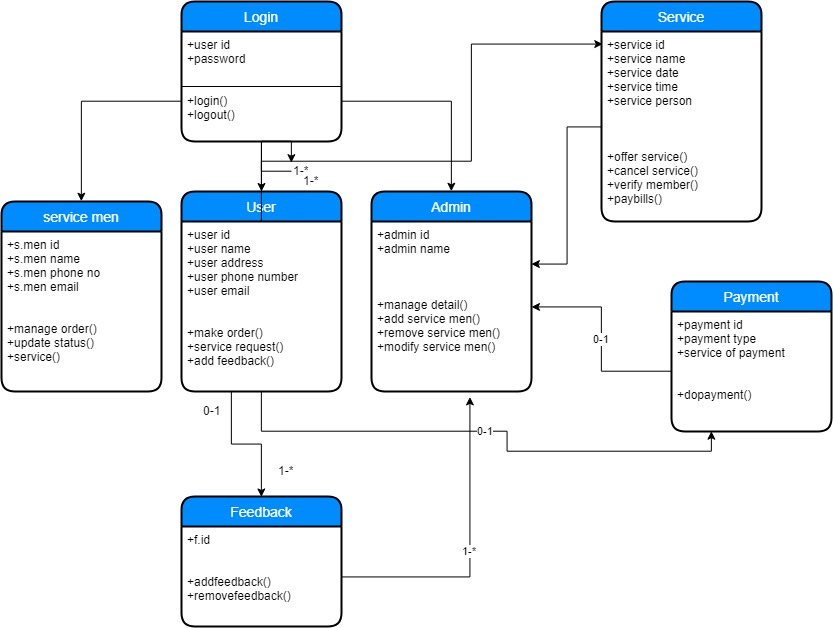 Login
+user id
+password
+login()
+logout()
Service
+service id
+service name
+service date
+service time
+service person
+offer service()
+cancel service()
+verify member()
+paybills()
1-*
1-*
service men
+s.men id
+s.men name
+s.men phone no
+s.men email
+manage order()
+update status()
+service()
User
+user id
+user name
+user address
+user phone number
+user email
+make order()
+service request()
+add feedback()
Admin
+admin id
+admin name
+manage detail()
+add service men()
+remove service men()
+modify service men()
Payment
+payment id
+payment type
+service of payment
+dopayment()
0-1
0-1
0-1
1-*
Feedback
+f.id
+addfeedback()
+removefeedback()
1-*